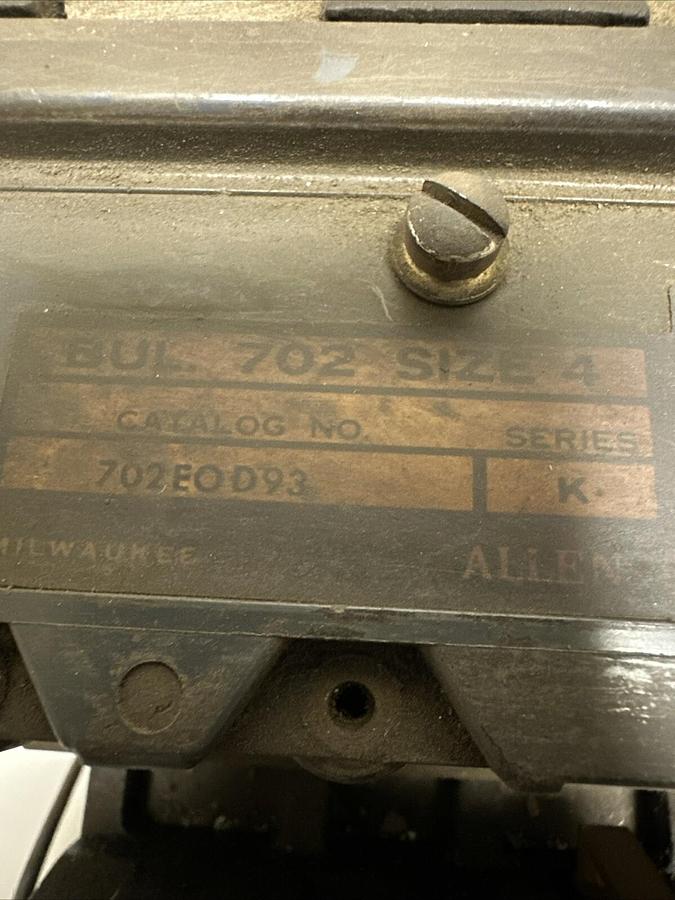 BUL. 702 SIZE 4
CATALOG NO. SERIES
702EOD93 K.
MILWAUKEE ALLEN